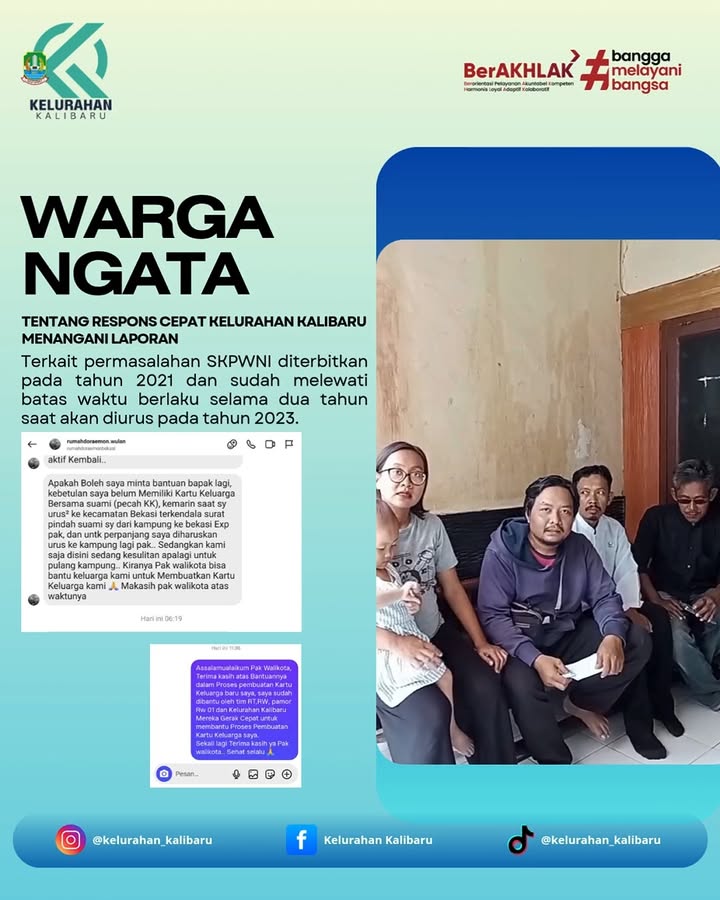 KELURAHAN
KALIBARU
BerAKHLAK
Berorientasi Pelayanan Akuntabel Kompeten
Harmonis Loyal Adaptif Kolaboratif
#bangga
melayani
bangsa
WARGA
NGATA
TENTANG RESPONS CEPAT KELURAHAN KALIBARU
MENANGANI LAPORAN
Terkait permasalahan SKPWNI diterbitkan
pada tahun 2021 dan sudah melewati
batas waktu berlaku selama dua tahun
saat akan diurus pada tahun 2023.
rumahdoraemon.wulan
rumahdoraemonbekasi
aktif Kembali..
Apakah Boleh saya minta bantuan bapak lagi,
kebetulan saya belum Memiliki Kartu Keluarga
Bersama suami (pecah KK), kemarin saat sy
urus² ke kecamatan Bekasi terkendala surat
pindah suami sy dari kampung ke bekasi Exp
pak, dan untk perpanjang saya diharuskan
urus ke kampung lagi pak.. Sedangkan kami
saja disini sedang kesulitan apalagi untuk
pulang kampung.. Kiranya Pak walikota bisa
bantu keluarga kami untuk Membuatkan Kartu
Keluarga kami 🙏 Makasih pak walikota atas
waktunya
Hari ini 06:19
Hari ini 11.98
Assalamualaikum Pak Walikota,
Terima kasih atas Bantuannya
dalam Proses pembuatan Kartu
Keluarga baru saya, saya sudah
dibantu oleh tim RT,RW, pamor
Rw 01 dan Kelurahan Kalibaru
Mereka Gerak Cepat untuk
membantu Proses Pembuatan
Kartu Keluarga saya.
Sekali lagi Terima kasih ya Pak
walikota.. Sehat selalu 🙏
Pesan..
@kelurahan_kalibaru
Kelurahan Kalibaru
@kelurahan_kalibaru